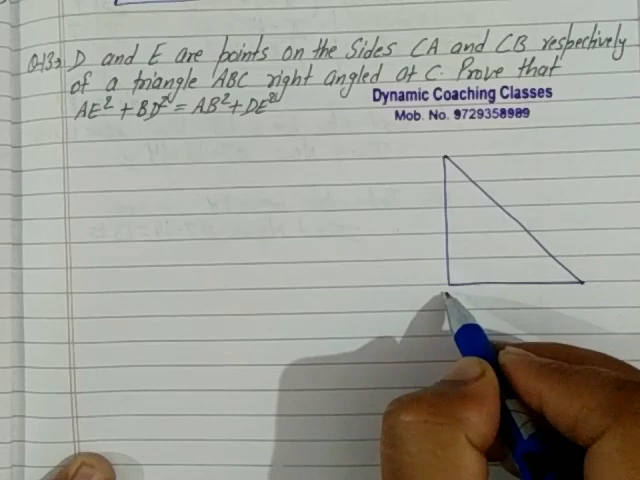 Q.13:- D and E are points on the Sides CA and CB respectively
of a triangle ABC right angled at C. Prove that
AE² + BD² = AB² + DE²
Dynamic Coaching Classes
Mob. No. 9729358989